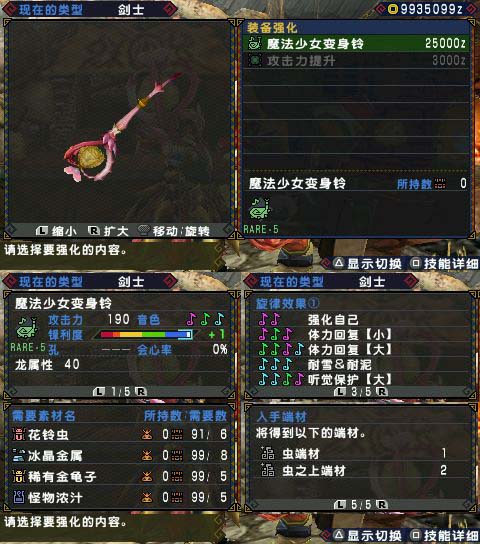 现在的类型 剑士
9935099z
装备强化
魔法少女变身铃 25000z
攻击力提升 3000z
魔法少女变身铃 所持数 0
RARE-5
L 缩小 R 扩大 移动/旋转
请选择要强化的内容。
△显示切换 □技能详细
现在的类型 剑士
魔法少女变身铃
攻击力 190 音色
锋利度 +1
RARE-5
孔 --- 会心率 0%
龙属性 40
L 1/5 R
需要素材名 所持数/需要数
花铃虫 0 91/ 6
冰晶金属 0 99/ 8
稀有金龟子 0 99/ 5
怪物浓汁 0 99/ 5
请选择要强化的内容。
现在的类型 剑士
旋律效果①
强化自己
体力回复【小】
体力回复【大】
耐雪&耐泥
听觉保护【大】
L 3/5 R
入手端材
将得到以下的端材。
虫端材 1
虫之上端材 2
L 5/5 R
△显示切换 □技能详细